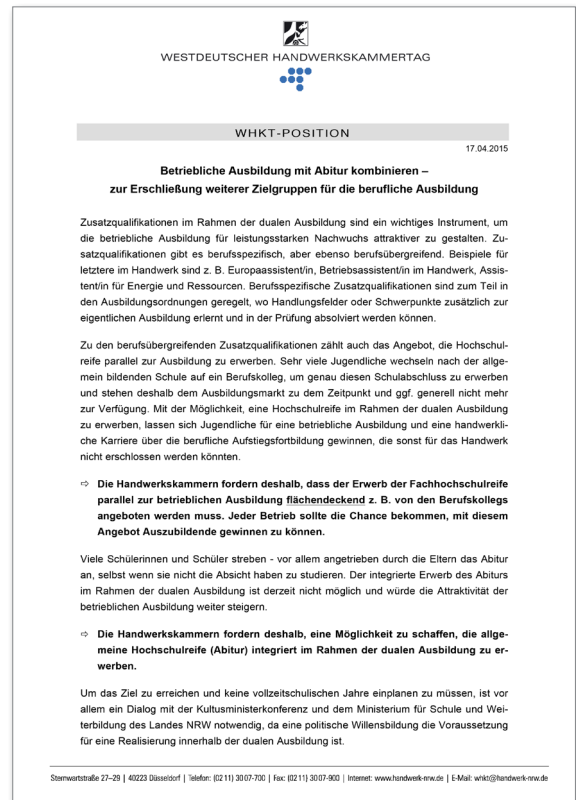 WESTDEUTSCHER HANDWERKSKAMMERTAG
WHKT-POSITION
17.04.2015
Betriebliche Ausbildung mit Abitur kombinieren –
zur Erschließung weiterer Zielgruppen für die berufliche Ausbildung
Zusatzqualifikationen im Rahmen der dualen Ausbildung sind ein wichtiges Instrument, um
die betriebliche Ausbildung für leistungsstarken Nachwuchs attraktiver zu gestalten. Zu-
satzqualifikationen gibt es berufsspezifisch, aber ebenso berufsübergreifend. Beispiele für
letztere im Handwerk sind z. B. Europaassistent/in, Betriebsassistent/in im Handwerk, Assis-
tent/in für Energie und Ressourcen. Berufsspezifische Zusatzqualifikationen sind zum Teil in
den Ausbildungsordnungen geregelt, wo Handlungsfelder oder Schwerpunkte zusätzlich zur
eigentlichen Ausbildung erlernt und in der Prüfung absolviert werden können.
Zu den berufsübergreifenden Zusatzqualifikationen zählt auch das Angebot, die Hochschul-
reife parallel zur Ausbildung zu erwerben. Sehr viele Jugendliche wechseln nach der allge-
mein bildenden Schule auf ein Berufskolleg, um genau diesen Schulabschluss zu erwerben
und stehen deshalb dem Ausbildungsmarkt zu dem Zeitpunkt und ggf. generell nicht mehr
zur Verfügung. Mit der Möglichkeit, eine Hochschulreife im Rahmen der dualen Ausbildung
zu erwerben, lassen sich Jugendliche für eine betriebliche Ausbildung und eine handwerkli-
che Karriere über die berufliche Aufstiegsfortbildung gewinnen, die sonst für das Handwerk
nicht erschlossen werden könnten.
⇨ Die Handwerkskammern fordern deshalb, dass der Erwerb der Fachhochschulreife
parallel zur betrieblichen Ausbildung flächendeckend z. B. von den Berufskollegs
angeboten werden muss. Jeder Betrieb sollte die Chance bekommen, mit diesem
Angebot Auszubildende gewinnen zu können.
Viele Schülerinnen und Schüler streben - vor allem angetrieben durch die Eltern das Abitur
an, selbst wenn sie nicht die Absicht haben zu studieren. Der integrierte Erwerb des Abiturs
im Rahmen der dualen Ausbildung ist derzeit nicht möglich und würde die Attraktivität der
betrieblichen Ausbildung weiter steigern.
⇨ Die Handwerkskammern fordern deshalb, eine Möglichkeit zu schaffen, die allge-
meine Hochschulreife (Abitur) integriert im Rahmen der dualen Ausbildung zu er-
werben.
Um das Ziel zu erreichen und keine vollzeitschulischen Jahre einplanen zu müssen, ist vor
allem ein Dialog mit der Kultusministerkonferenz und dem Ministerium für Schule und Wei-
terbildung des Landes NRW notwendig, da eine politische Willensbildung die Voraussetzung
für eine Realisierung innerhalb der dualen Ausbildung ist.
Sternwartstraße 27–29 | 40223 Düsseldorf | Telefon: (02 11) 30 07-700 | Fax: (02 11) 30 07-900 | Internet: www.handwerk-nrw.de | E-Mail: whkt@handwerk-nrw.de